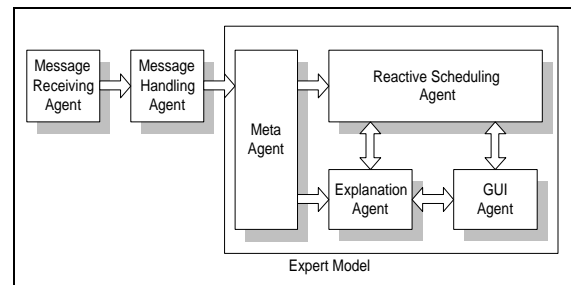 Message
Receiving
Agent
Message
Handling
Agent
Meta
Agent
Reactive Scheduling
Agent
Explanation
Agent
GUI
Agent
Expert Model